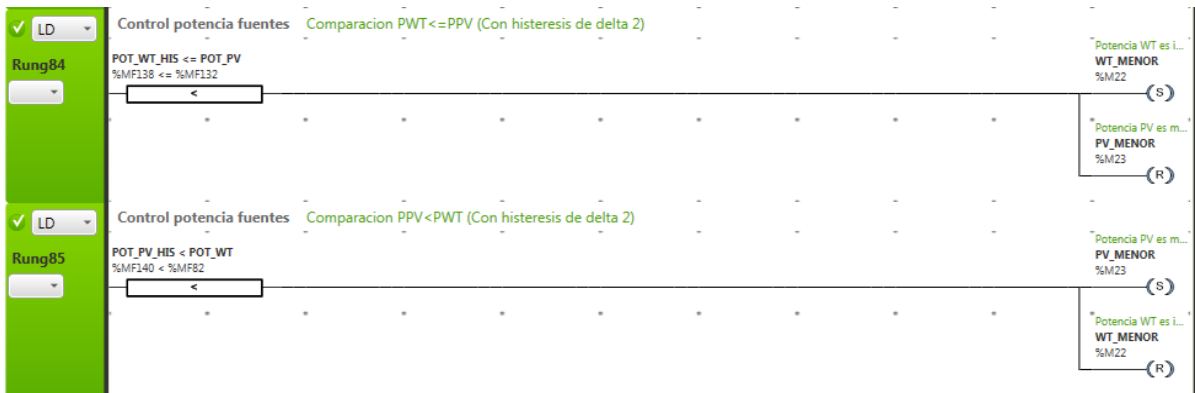 LD
Control potencia fuentes Comparacion PWT<=PPV (Con histeresis de delta 2)
Rung84
POT_WT_HIS <= POT_PV
%MF138 <= %MF132
<
Potencia WT es i...
WT_MENOR
%M22
(S)
Potencia PV es m...
PV_MENOR
%M23
(R)
LD
Control potencia fuentes Comparacion PPV<PWT (Con histeresis de delta 2)
Rung85
POT_PV_HIS < POT_WT
%MF140 < %MF82
<
Potencia PV es m...
PV_MENOR
%M23
(S)
Potencia WT es i...
WT_MENOR
%M22
(R)